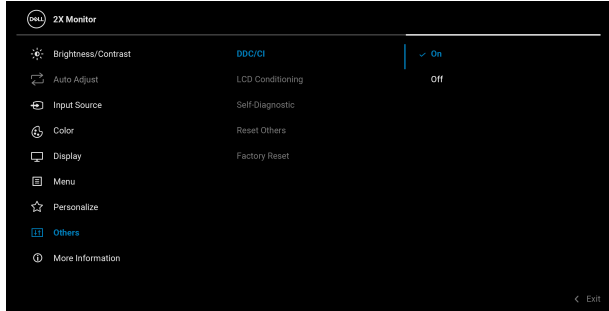 DELL 2X Monitor
Brightness/Contrast DDC/CI On
Auto Adjust LCD Conditioning Off
Input Source Self-Diagnostic
Color Reset Others
Display Factory Reset
Menu
Personalize
Others
More Information
Exit